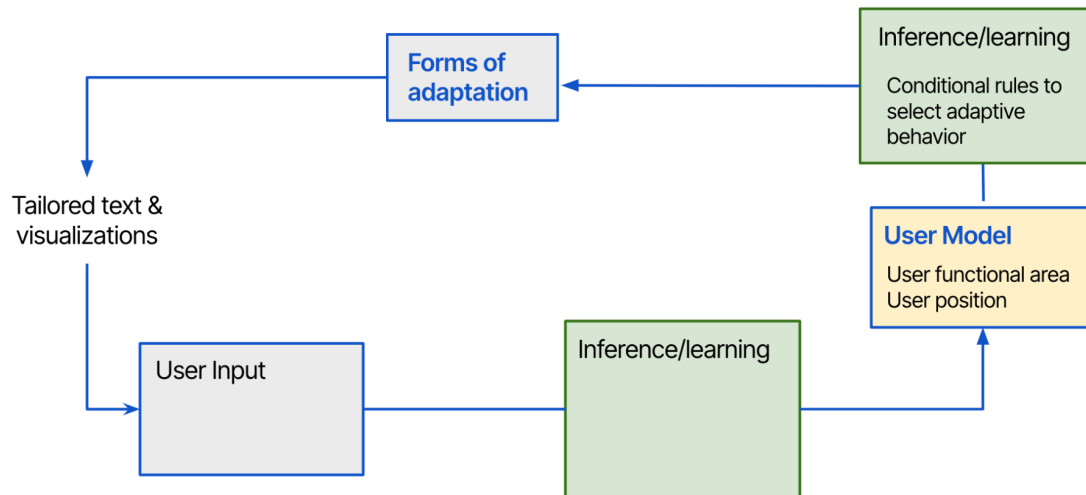 Forms of
adaptation
Inference/learning
Conditional rules to
select adaptive
behavior
Tailored text &
visualizations
User Model
User functional area
User position
User Input
Inference/learning